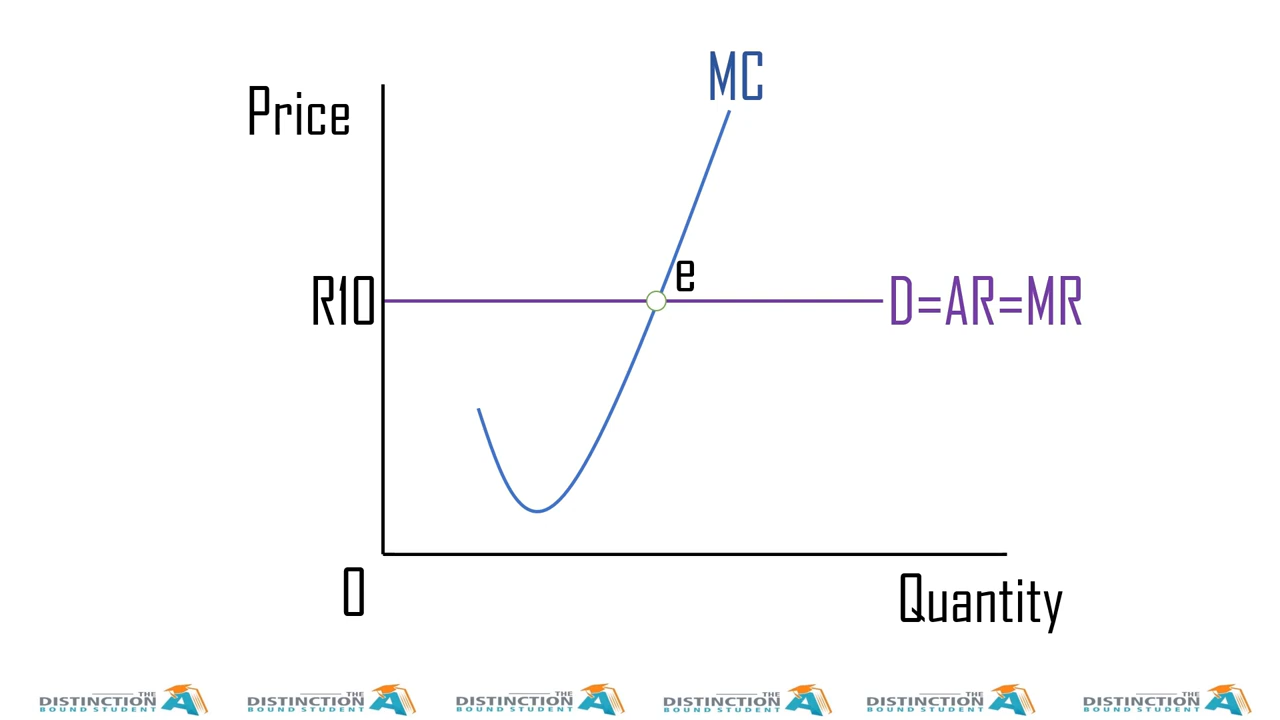 MC
Price
e
R10
D=AR=MR
0
Quantity
THE
DISTINCTION
BOUND STUDENT
THE
DISTINCTION
BOUND STUDENT
THE
DISTINCTION
BOUND STUDENT
THE
DISTINCTION
BOUND STUDENT
THE
DISTINCTION
BOUND STUDENT
THE
DISTINCTION
BOUND STUDENT